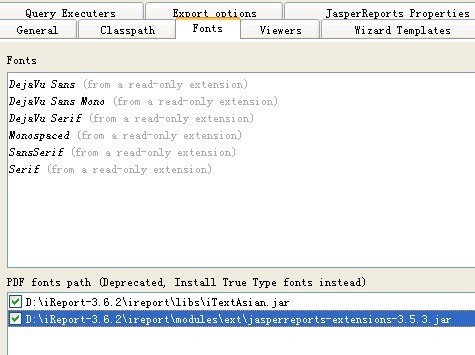 Query Executers Export options JasperReports Properties
General Classpath Fonts Viewers Wizard Templates
Fonts
DejaVu Sans (from a read-only extension)
DejaVu Sans Mono (from a read-only extension)
DejaVu Serif (from a read-only extension)
Monospaced (from a read-only extension)
SansSerif (from a read-only extension)
Serif (from a read-only extension)
PDF fonts path (Deprecated, Install True Type fonts instead)
D:\iReport-3.6.2\ireport\libs\iTextAsian.jar
D:\iReport-3.6.2\ireport\modules\ext\jasperreports-extensions-3.5.3.jar